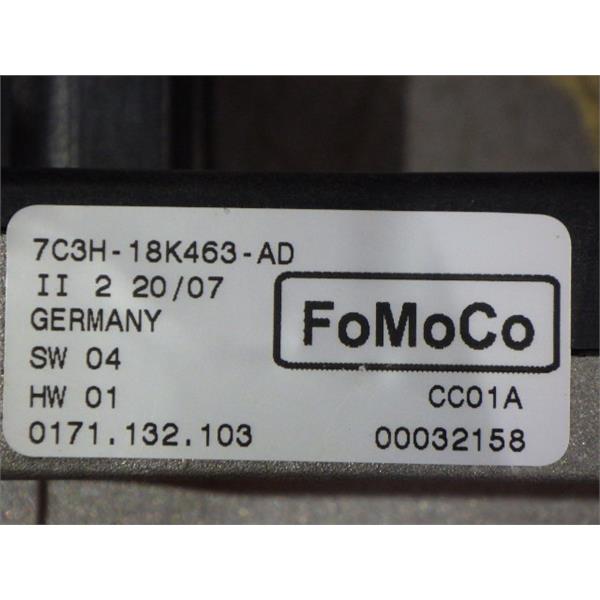 7C3H-18K463-AD
II 2 20/07
GERMANY
FoMoCo
SW 04
HW 01
CC01A
0171.132.103
00032158